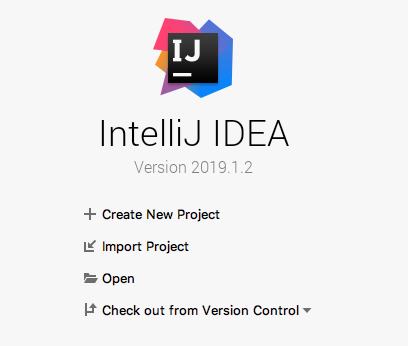 IJ
IntelliJ IDEA
Version 2019.1.2
Create New Project
Import Project
Open
Check out from Version Control